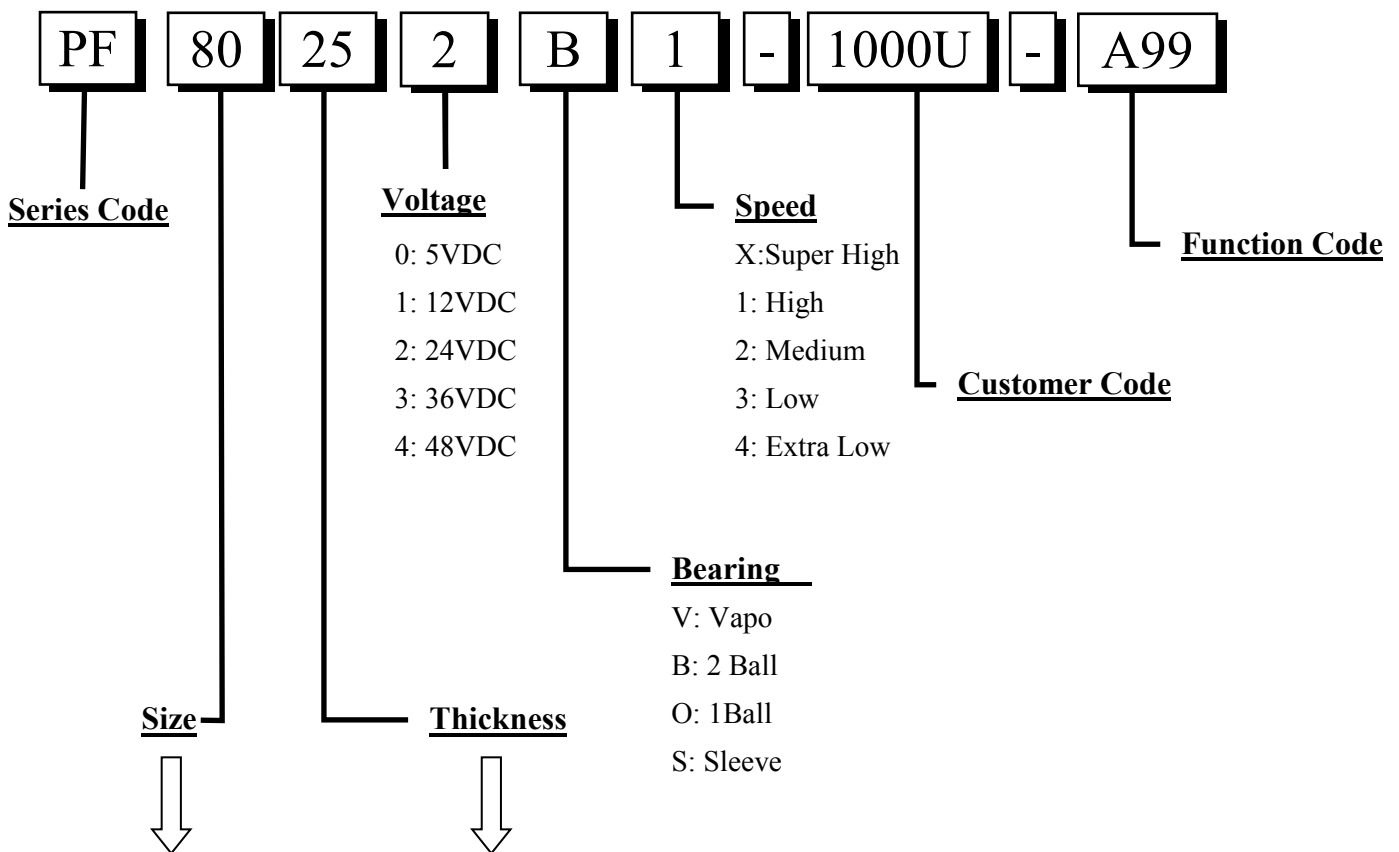 PF 80 25 2 B 1 - 1000U - A99
Series Code
Voltage
0: 5VDC
1: 12VDC
2: 24VDC
3: 36VDC
4: 48VDC
Speed
X:Super High
1: High
2: Medium
3: Low
4: Extra Low
Function Code
Customer Code
Bearing
V: Vapo
B: 2 Ball
O: 1Ball
S: Sleeve
Size
Thickness